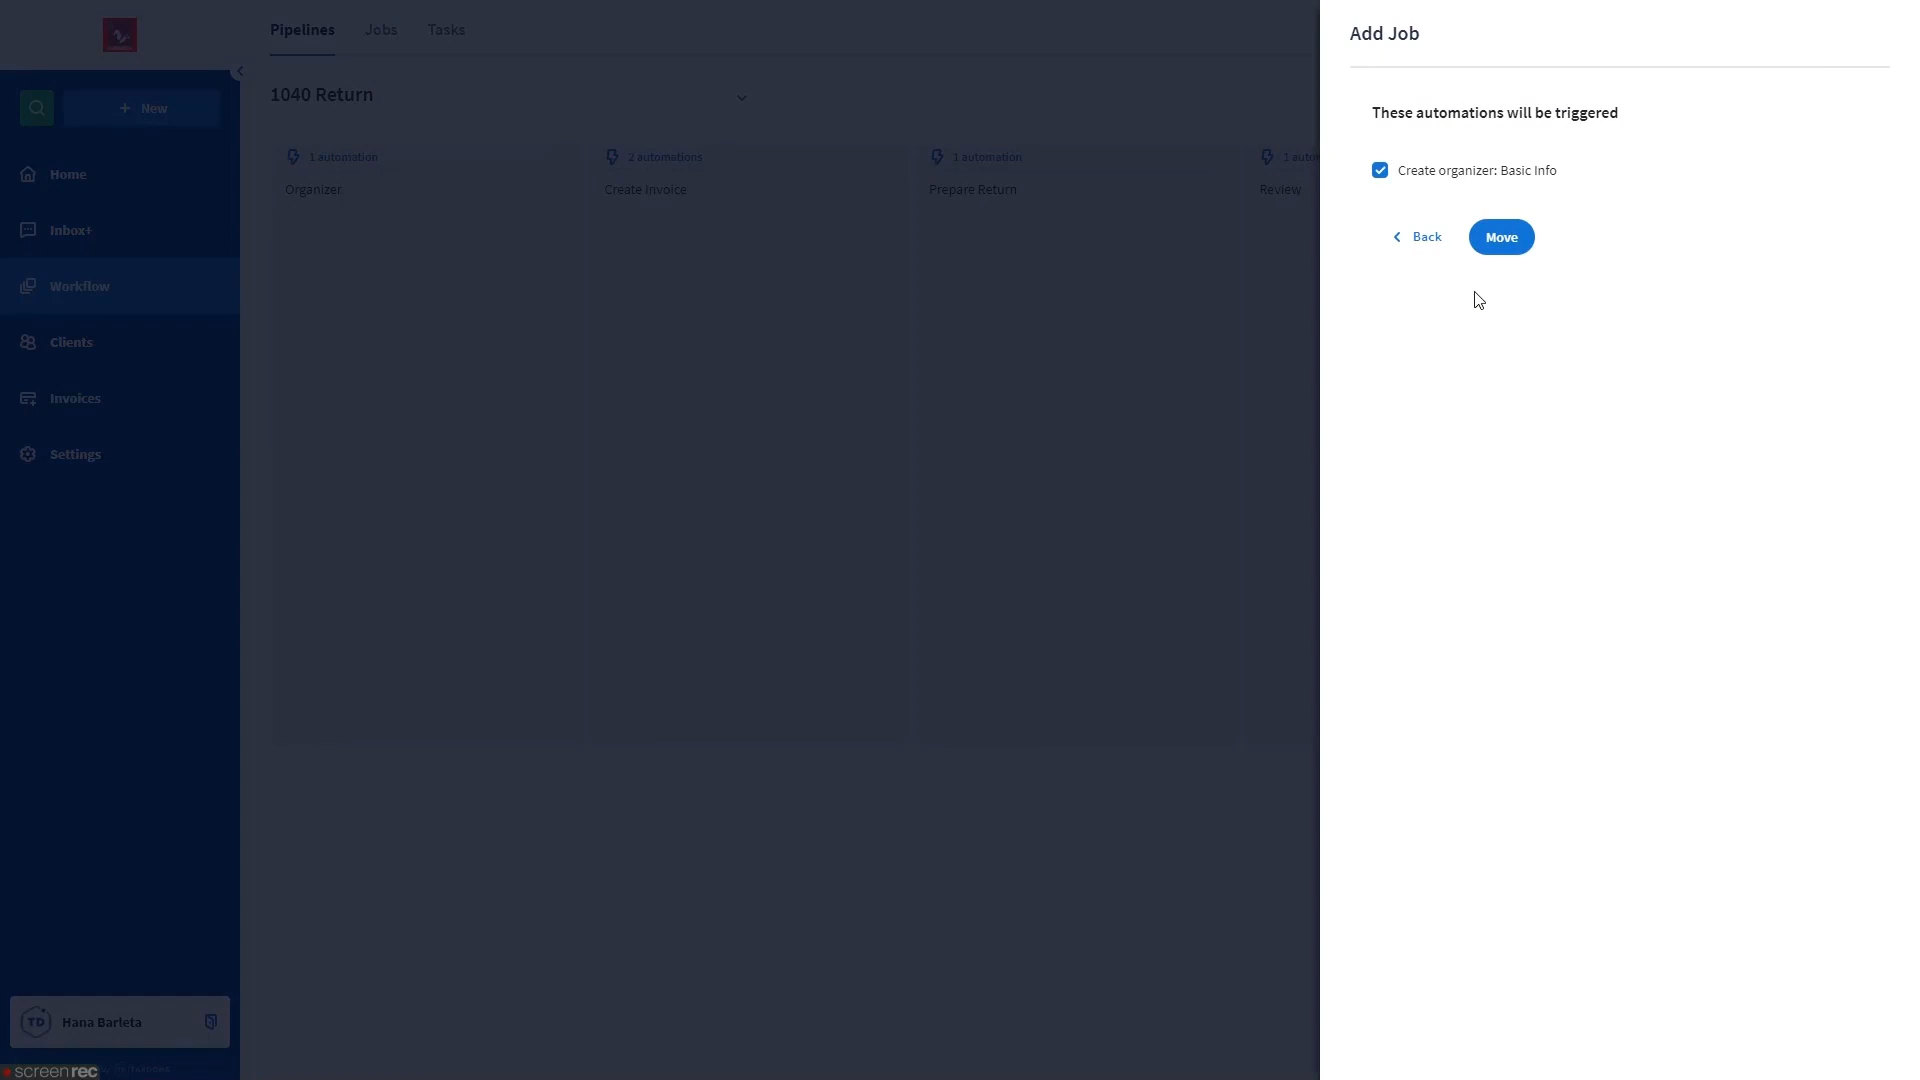 Pipelines
Jobs
Tasks
Add Job
1040 Return
New
These automations will be triggered
1 automation
2 automations
1 automation
1 auto
Organizer
Create Invoice
Prepare Return
Review
Create organizer: Basic Info
Back
Move
Home
Inbox+
Workflow
Clients
Invoices
Settings
TD
Hana Barleta
screenrec